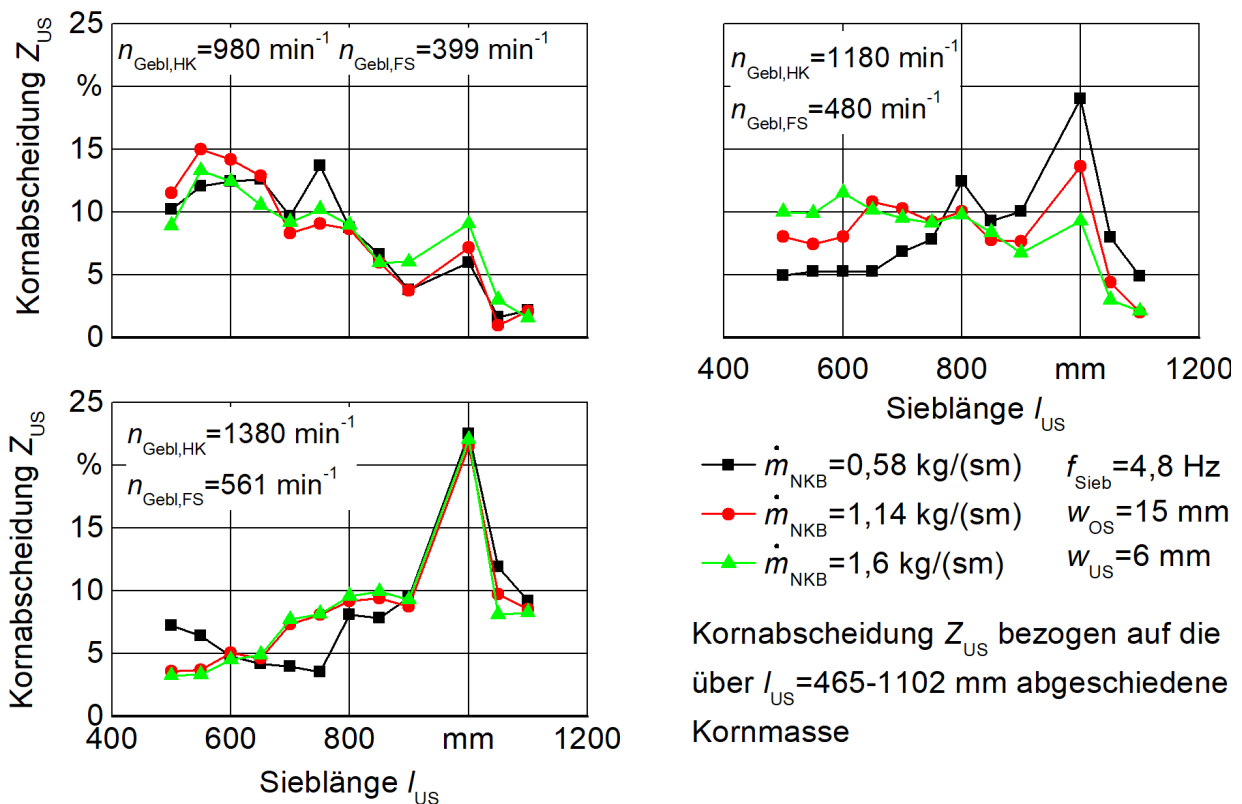 Kornabscheidung Z_US
25
%
15
10
5
0
n_Gebl,HK=980 min⁻¹ n_Gebl,FS=399 min⁻¹
n_Gebl,HK=1180 min⁻¹
n_Gebl,FS=480 min⁻¹
400 600 800 mm 1200
Sieblänge l_US
Kornabscheidung Z_US
25
%
15
10
5
0
n_Gebl,HK=1380 min⁻¹
n_Gebl,FS=561 min⁻¹
400 600 800 mm 1200
Sieblänge l_US
ṁ_NKB=0,58 kg/(sm) f_Sieb=4,8 Hz
ṁ_NKB=1,14 kg/(sm) w_OS=15 mm
ṁ_NKB=1,6 kg/(sm) w_US=6 mm
Kornabscheidung Z_US bezogen auf die
über l_US=465-1102 mm abgeschiedene
Kornmasse